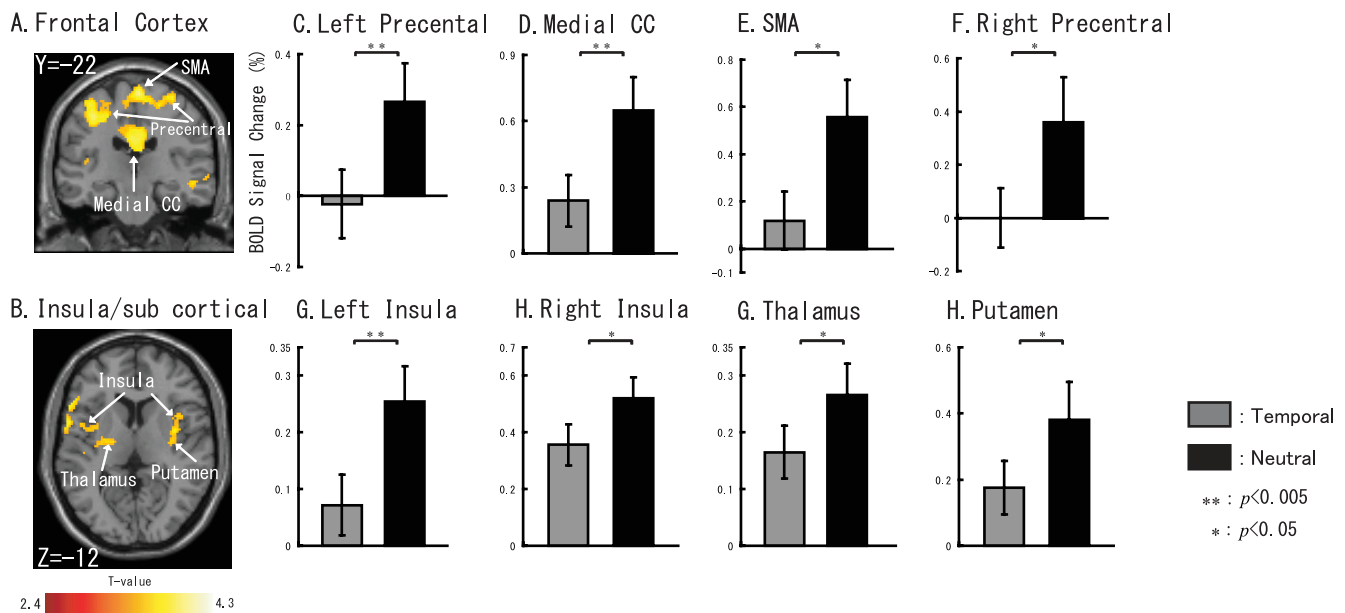 A. Frontal Cortex
Y=-22
SMA
Precentral
Medial CC
C. Left Precental
**
BOLD Signal Change (%)
0.4
0.2
0
-0.2
D. Medial CC
**
0.9
0.6
0.3
0
E. SMA
*
0.8
0.6
0.4
0.2
0
-0.1
F. Right Precentral
*
0.6
0.4
0.2
0
-0.2
B. Insula/sub cortical
Insula
Thalamus
Putamen
Z=-12
T-value
2.4
4.3
G. Left Insula
**
0.35
0.3
0.2
0.1
0
H. Right Insula
*
0.7
0.6
0.4
0.2
0
G. Thalamus
*
0.35
0.3
0.2
0.1
0
H. Putamen
*
0.6
0.4
0.2
0
: Temporal
: Neutral
** : p<0.005
* : p<0.05